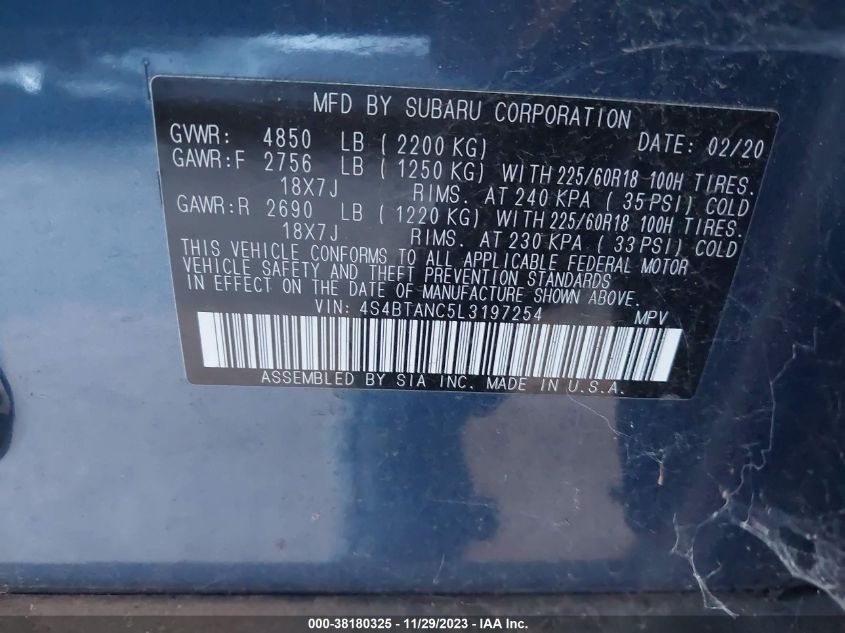 MFD BY SUBARU CORPORATION
GVWR: 4850 LB ( 2200 KG) DATE: 02/20
GAWR:F 2756 LB ( 1250 KG) WITH 225/60R18 100H TIRES.
18X7J RIMS. AT 240 KPA ( 35 PSI) COLD
GAWR:R 2690 LB ( 1220 KG) WITH 225/60R18 100H TIRES.
18X7J RIMS. AT 230 KPA ( 33 PSI) COLD
THIS VEHICLE CONFORMS TO ALL APPLICABLE FEDERAL MOTOR
VEHICLE SAFETY AND THEFT PREVENTION STANDARDS
IN EFFECT ON THE DATE OF MANUFACTURE SHOWN ABOVE.
VIN: 4S4BTANC5L3197254 MPV
ASSEMBLED BY SIA INC. MADE IN U.S.A.
000-38180325 - 11/29/2023 - IAAI Inc.